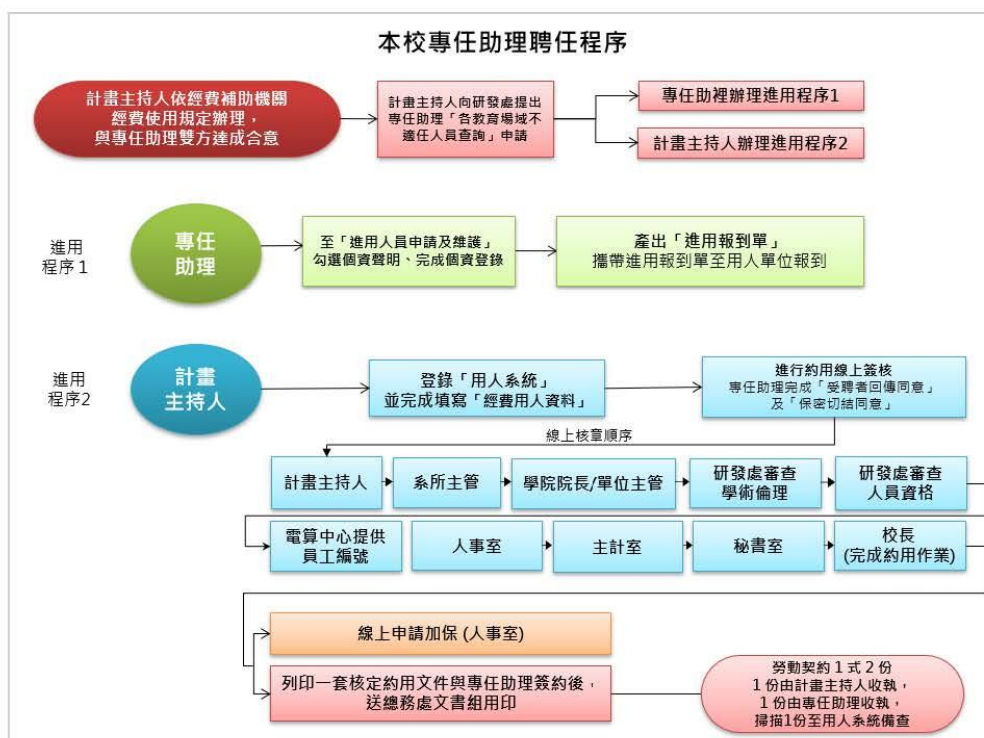 本校專任助理聘任程序
計畫主持人依經費補助機關
經費使用規定辦理，
與專任助理雙方達成合意
計畫主持人向研發處提出
專任助理「各教育場域不
適任人員查詢」申請
專任助裡辦理進用程序1
計畫主持人辦理進用程序2
進用
程序1
專任
助理
至「進用人員申請及維護」
勾選個資聲明、完成個資登錄
產出「進用報到單」
攜帶進用報到單至用人單位報到
進用
程序2
計畫
主持人
登錄「用人系統」
並完成填寫「經費用人資料」
進行約用線上簽核
專任助理完成「受聘者回傳同意」
及「保密切結同意」
線上核章順序
計畫主持人
系所主管
學院院長/單位主管
研發處審查
學術倫理
研發處審查
人員資格
電算中心提供
員工編號
人事室
主計室
秘書室
校長
(完成約用作業)
線上申請加保 (人事室)
列印一套核定約用文件與專任助理簽約後，
送總務處文書組用印
勞動契約 1 式 2 份
1 份由計畫主持人收執，
1 份由專任助理收執，
掃描1份至用人系統備查